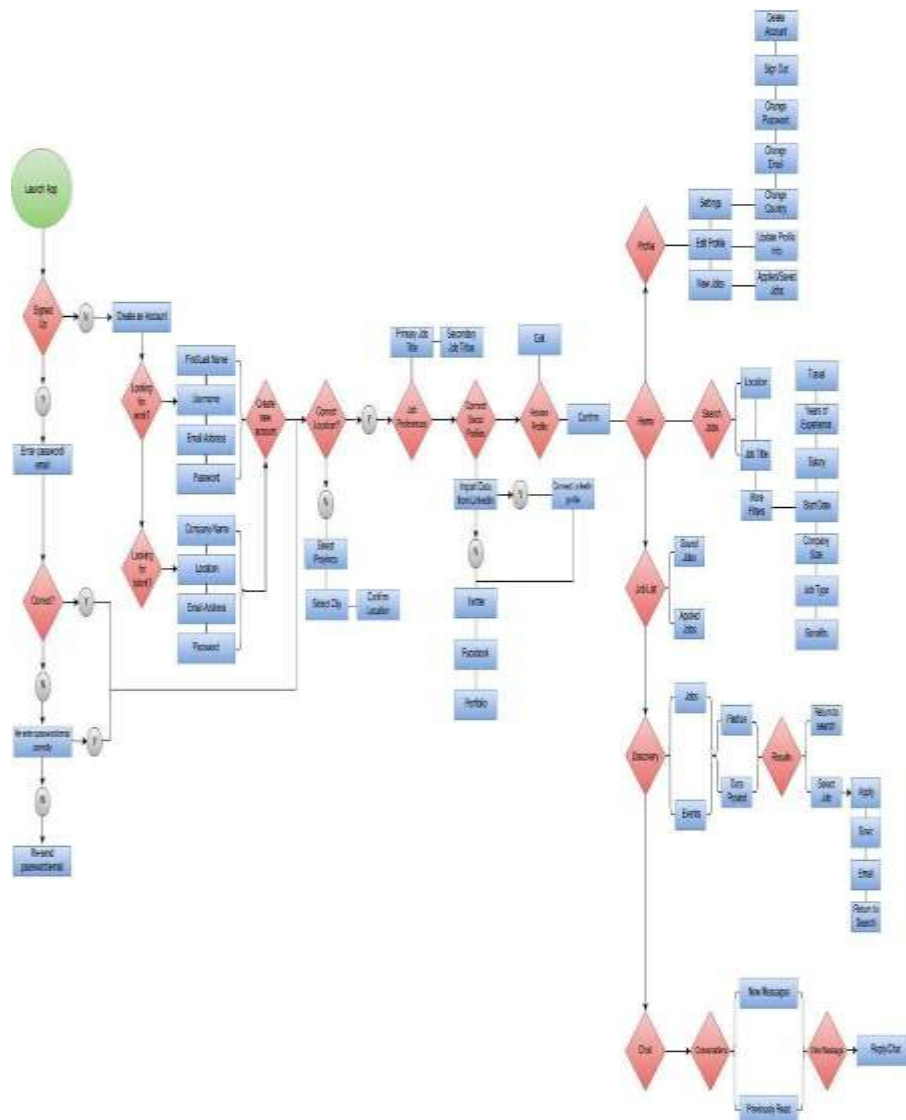 Delete
Account
Sign Out
Change
Password
Change
Email
Change
Country
Launch App
Settings
Profile
Edit Profile
Update Profile
Info
View Jobs
Applied/Saved
Jobs
Signed
Up
N
Create an Account
Y
Enter password/
email
Looking
for work?
First/Last Name
Username
Email Address
Password
Create
new
account
Correct
Location?
Y
N
Select
Province
Select City
Confirm
Location
Primary Job
Title
Secondary
Job Titles
Job
Preferences
Connect
Social
Profiles
Import Data
from LinkedIn
Y
Connect LinkedIn
profile
N
Twitter
Facebook
Portfolio
Edit
Review
Profile
Confirm
Home
Search
Jobs
Location
Job Title
More
Filters
Travel
Years of
Experience
Salary
Start Date
Company
Size
Job Type
Benefits
Looking
for talent?
Company Name
Location
Email Address
Password
Correct?
Y
N
Re-enter password/email
correctly
Y
N
Re-send
password/email
Job List
Saved
Jobs
Applied
Jobs
Discovery
Jobs
Events
Radius
Date
Posted
Results
Return to
search
Select
Job
Apply
Save
Email
Return to
Search
Chat
Conversations
New Messages
Previously Read
View Message
Reply/Chat